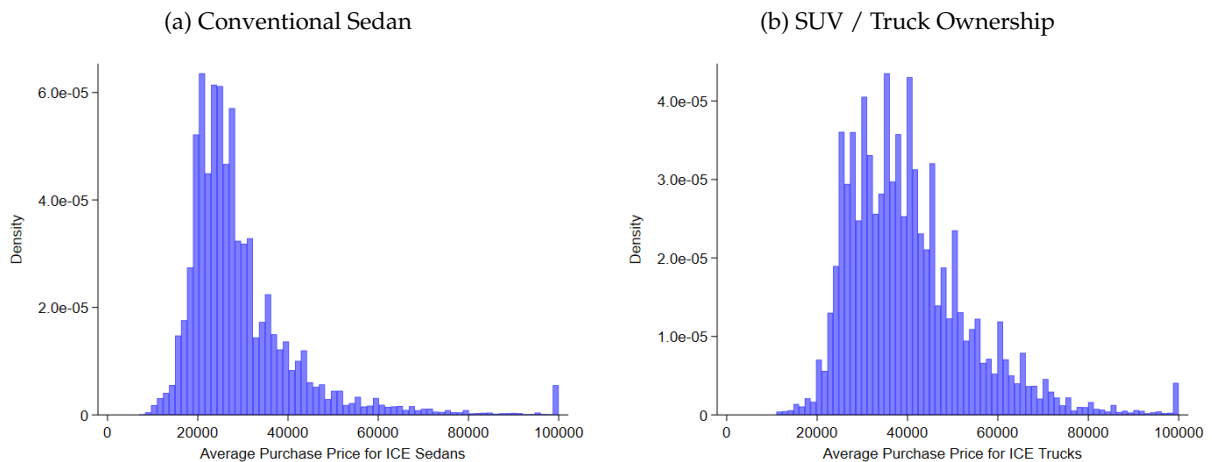 (a) Conventional Sedan
6.0e-05
4.0e-05
2.0e-05
0
Density
0 20000 40000 60000 80000 100000
Average Purchase Price for ICE Sedans
(b) SUV / Truck Ownership
4.0e-05
3.0e-05
2.0e-05
1.0e-05
0
Density
0 20000 40000 60000 80000 100000
Average Purchase Price for ICE Trucks